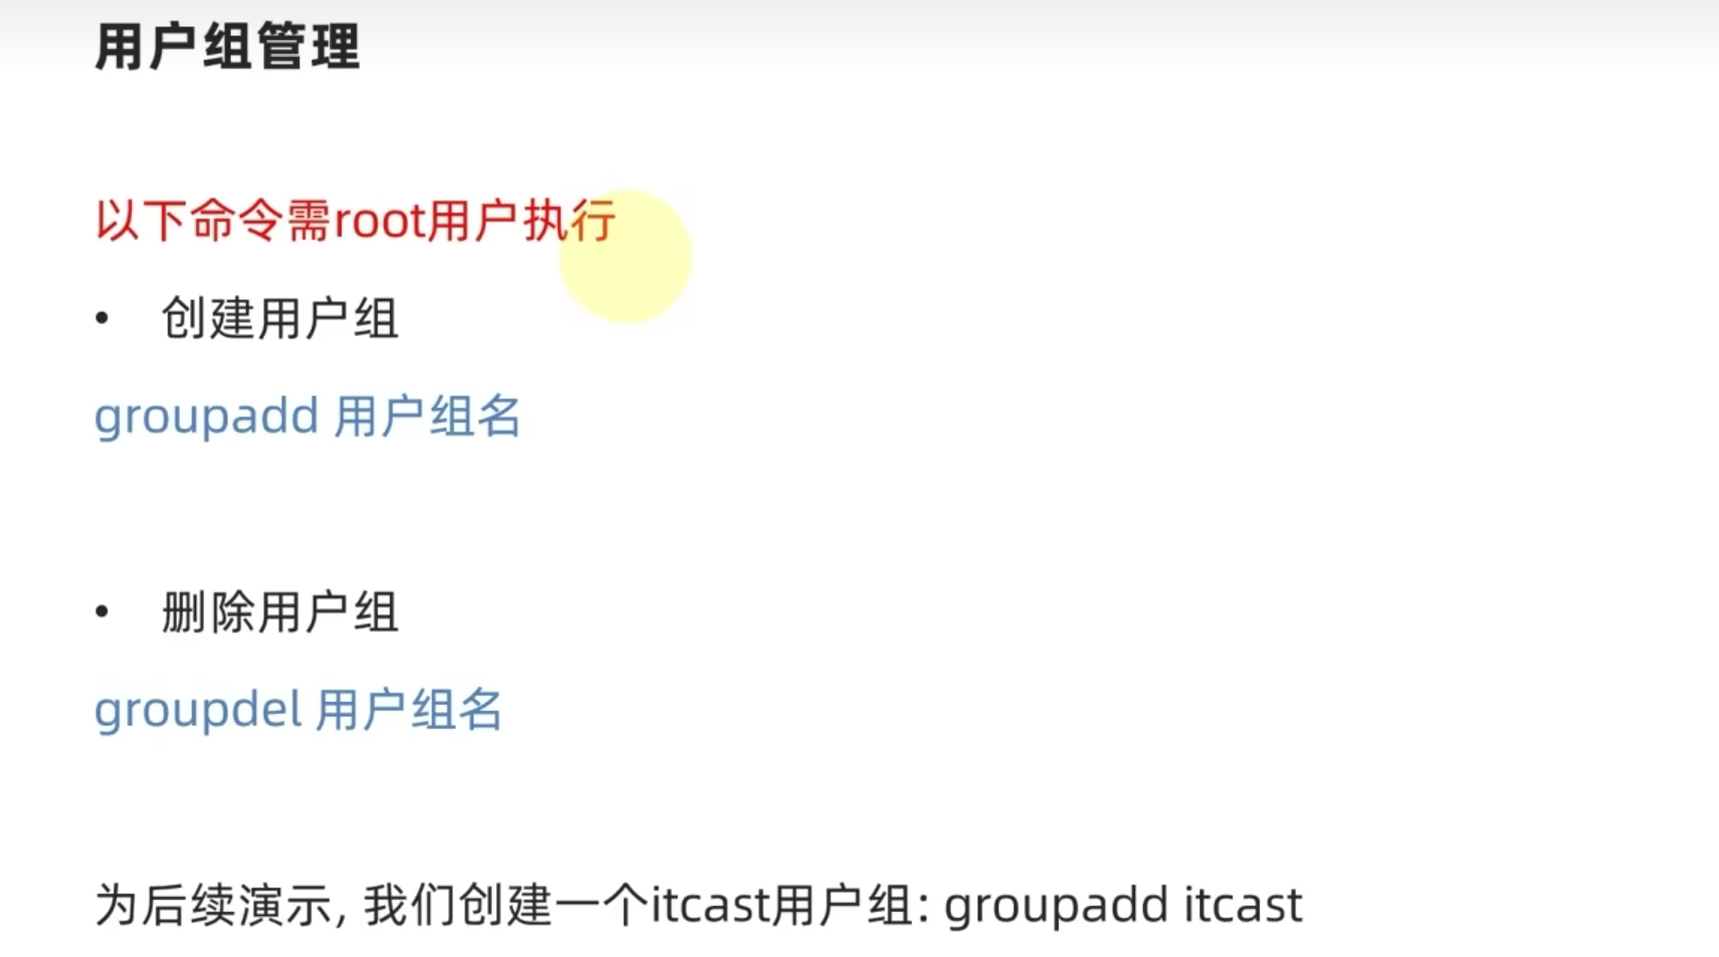 用户组管理
以下命令需root用户执行
• 创建用户组
groupadd 用户组名
• 删除用户组
groupdel 用户组名
为后续演示, 我们创建一个itcast用户组: groupadd itcast